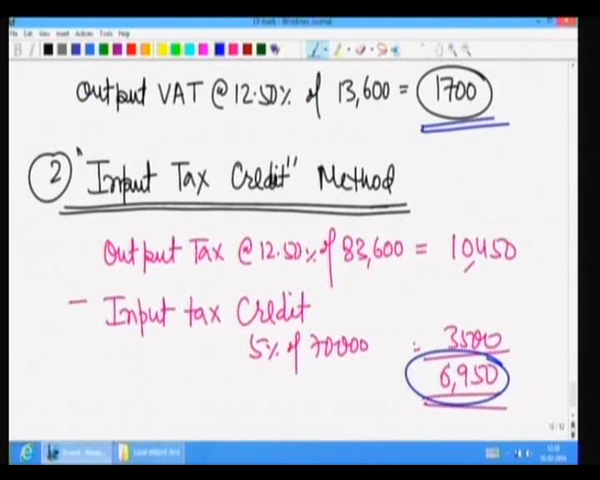 Output VAT @ 12.50% of 13,600 = 1700
2 "Input Tax Credit" Method
Output Tax @ 12.50% of 83,600 = 10,450
- Input tax Credit
5% of 70000 : 3500
6,950